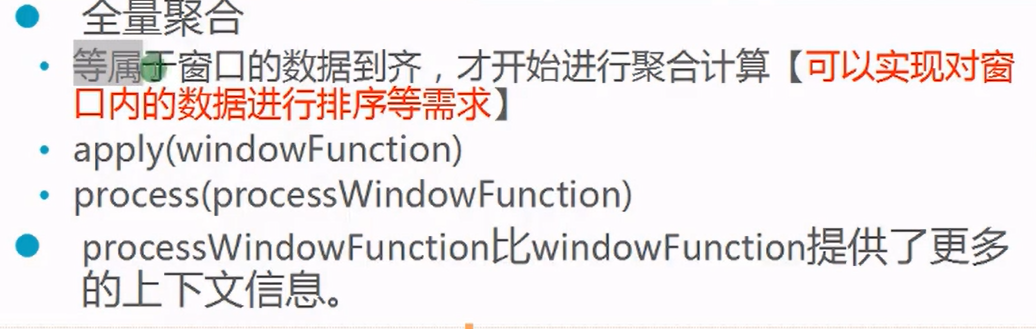 全量聚合
等属于窗口的数据到齐，才开始进行聚合计算【可以实现对窗
口内的数据进行排序等需求】
apply(windowFunction)
process(processWindowFunction)
processWindowFunction比windowFunction提供了更多
的上下文信息。